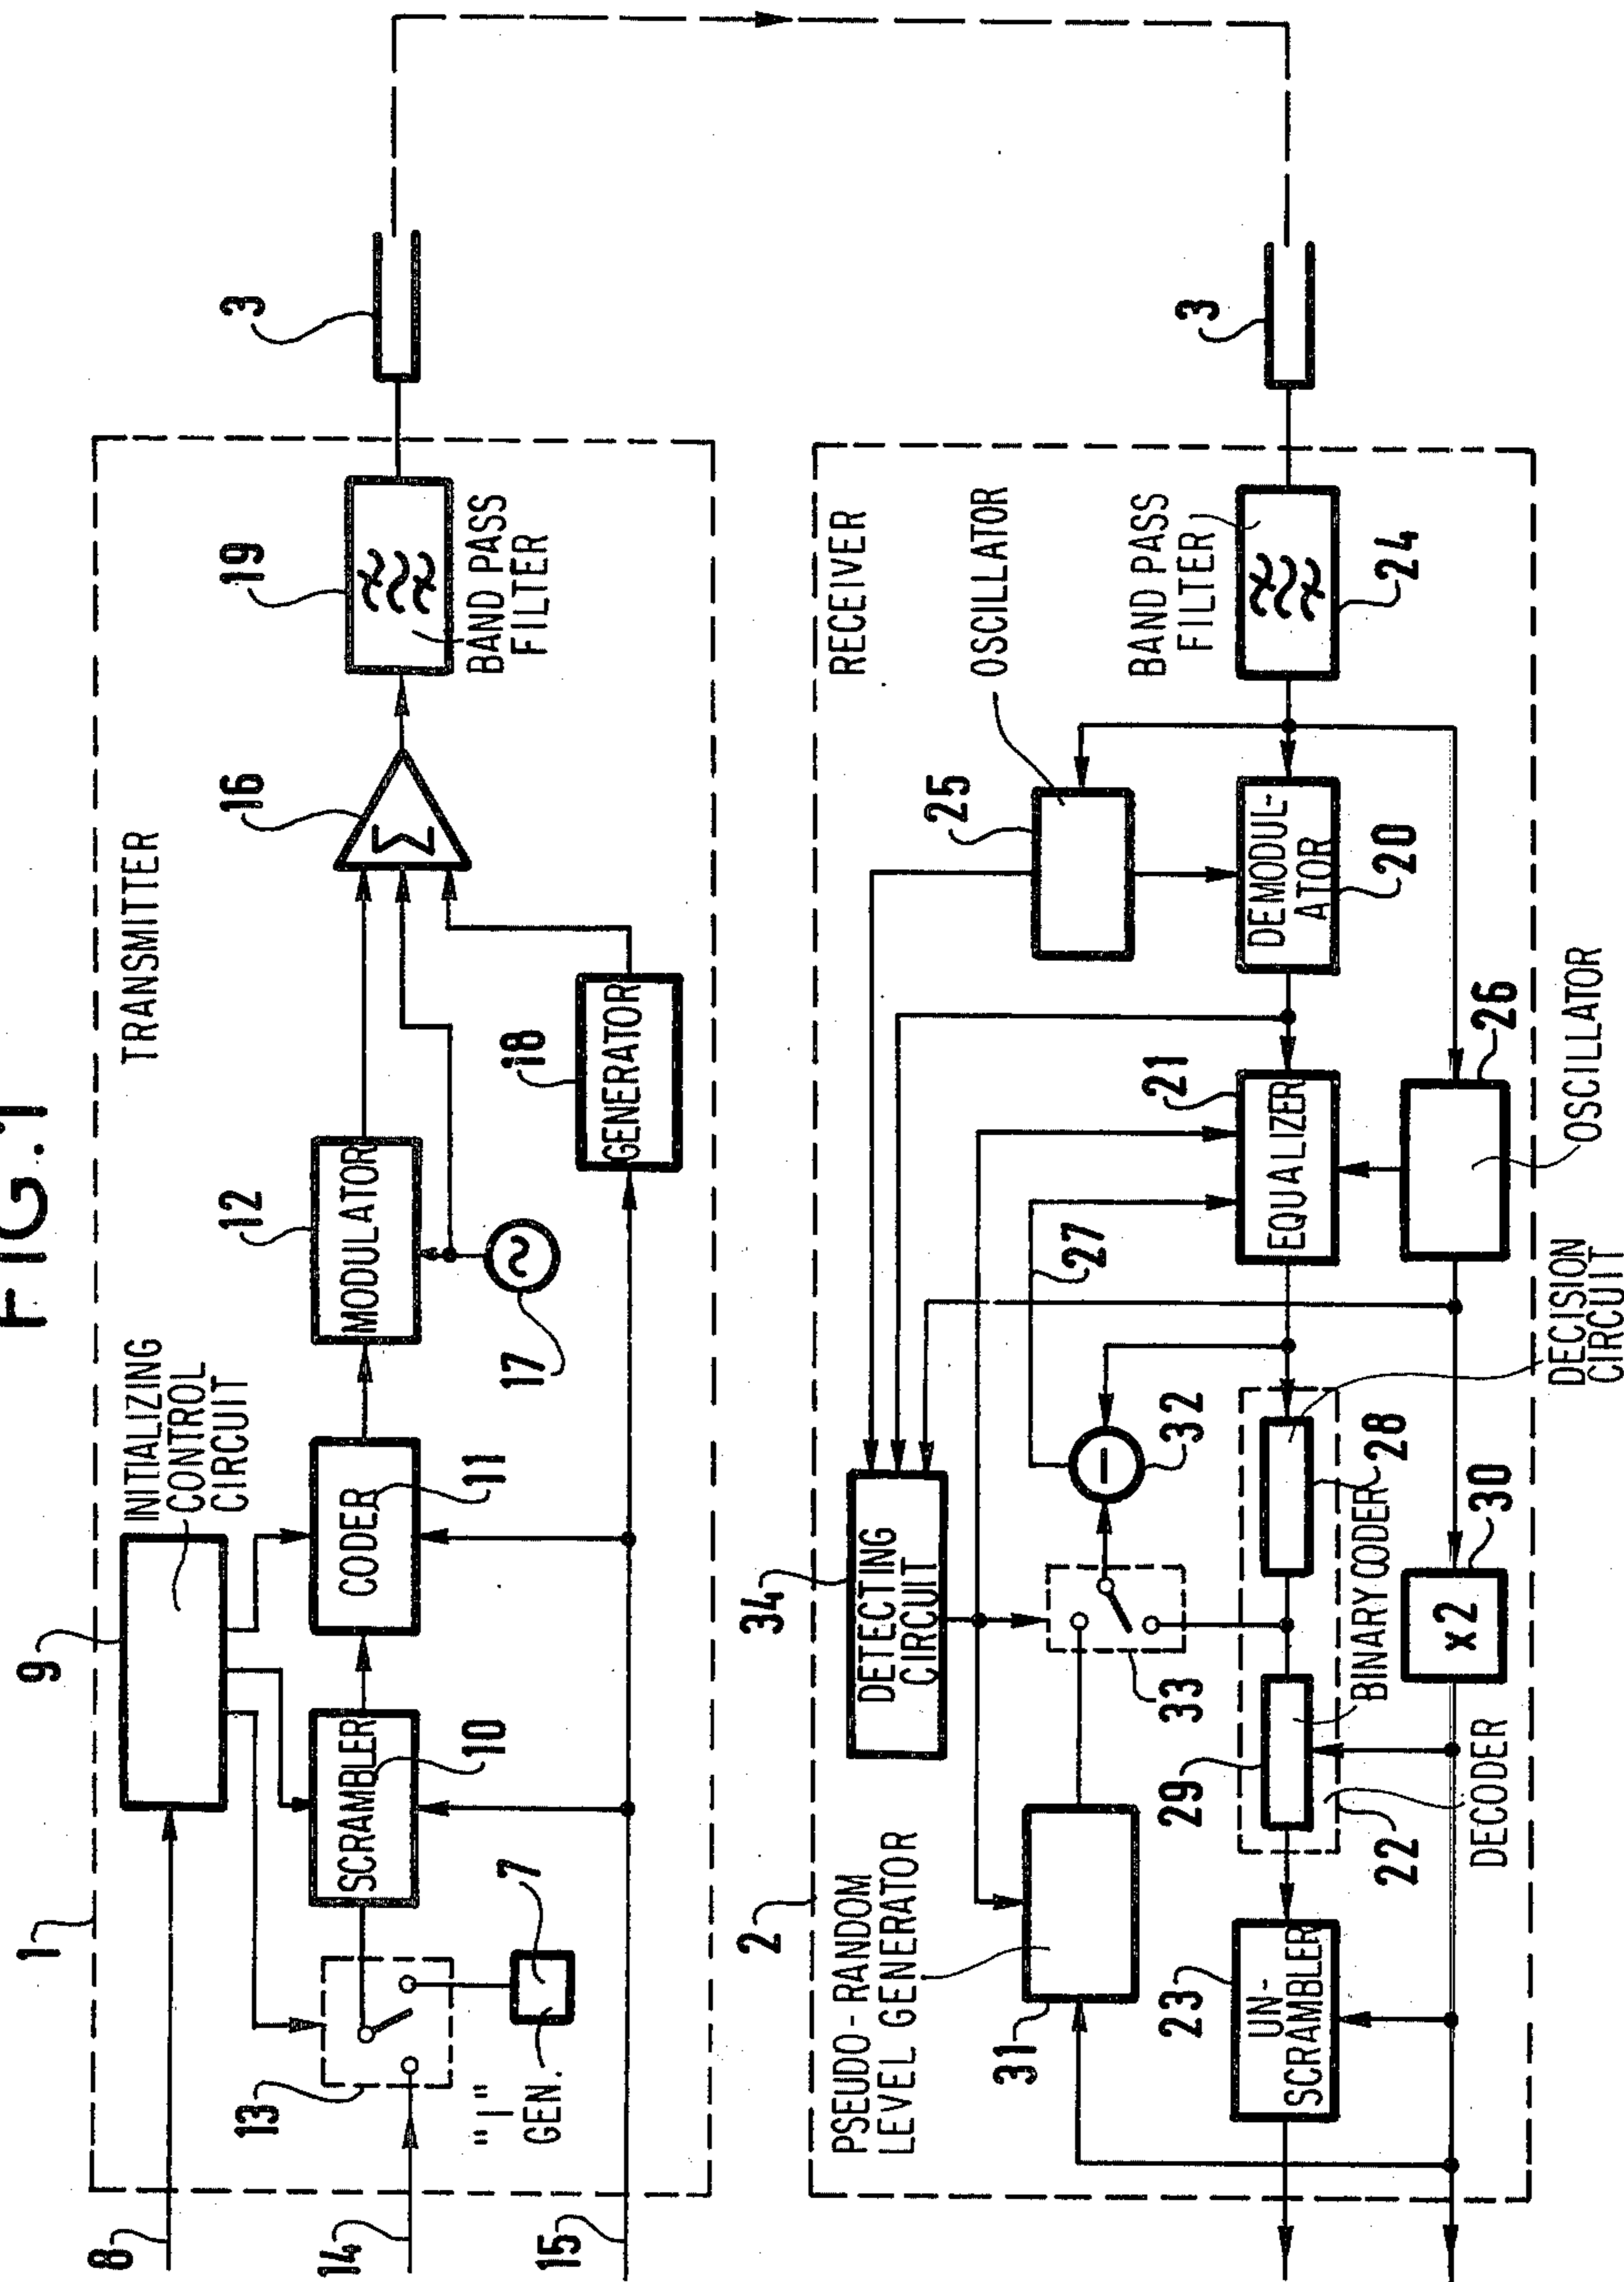 FIG.1
1
TRANSMITTER
8
9
INITIALIZING
CONTROL
CIRCUIT
14
13
SCRAMBLER
10
CODER
11
MODULATOR
12
16
Σ
19
BAND PASS
FILTER
3
"1"
GEN.
7
17
18
GENERATOR
15
2
RECEIVER
PSEUDO-RANDOM
LEVEL GENERATOR
31
34
DETECTING
CIRCUIT
33
32
27
25
OSCILLATOR
BAND PASS
FILTER
24
3
23
UN-
SCRAMBLER
29
BINARY CODER
28
22
DECODER
21
EQUALIZER
DEMODUL-
ATOR
20
30
x2
26
OSCILLATOR
DECISION
CIRCUIT